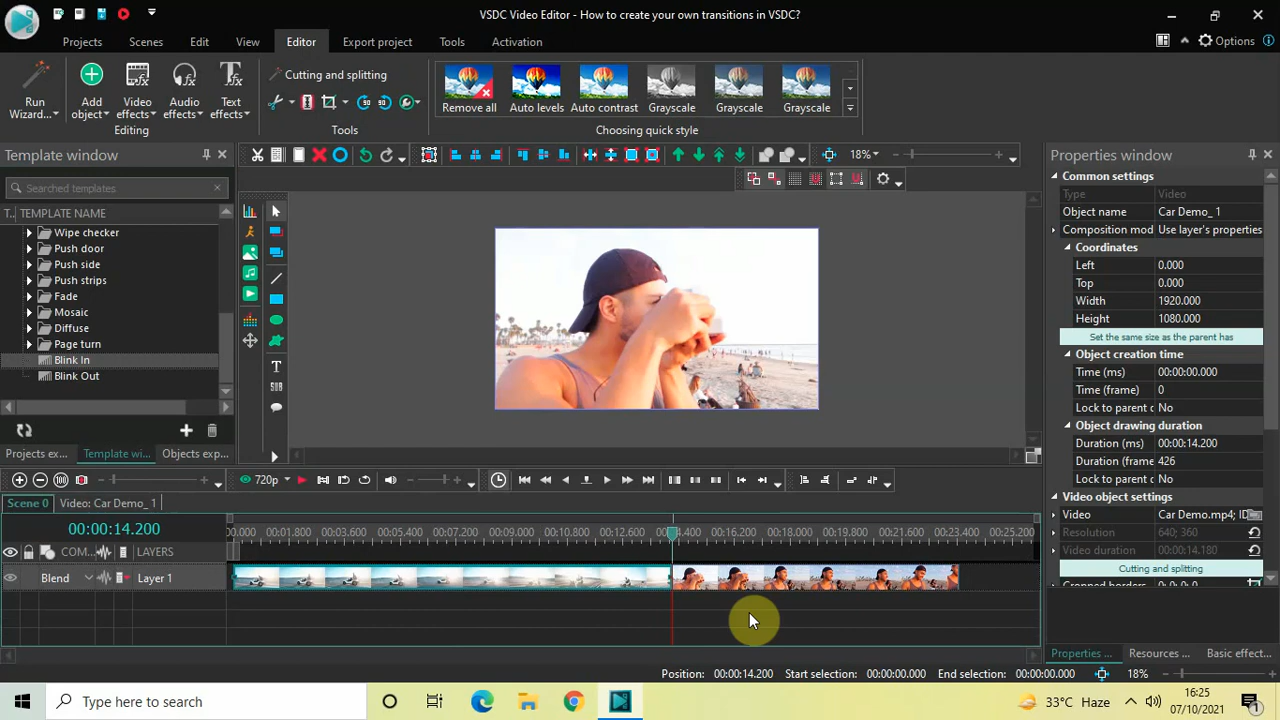 VSDC Video Editor - How to create your own transitions in VSDC?
Projects Scenes Edit View Editor Export project Tools Activation
Options
Run Wizard...
Add object
Video effects
Audio effects
Text effects
Editing
Cutting and splitting
Tools
Remove all
Auto levels
Auto contrast
Grayscale
Grayscale
Grayscale
Choosing quick style
Template window
18%
Properties window
Searched templates
T.. TEMPLATE NAME
Wipe checker
Push door
Push side
Push strips
Fade
Mosaic
Diffuse
Page turn
Blink In
Blink Out
Common settings
Type Video
Object name Car Demo_ 1
Composition mod Use layer's properties
Coordinates
Left 0.000
Top 0.000
Width 1920.000
Height 1080.000
Set the same size as the parent has
Object creation time
Time (ms) 00:00:00.000
Time (frame) 0
Lock to parent c No
Object drawing duration
Duration (ms) 00:00:14.200
Duration (frame 426
Lock to parent c No
Video object settings
Video Car Demo.mp4; ID
Resolution 640; 360
Video duration 00:00:14.180
Cutting and splitting
Cropped borders 0; 0; 0; 0
Projects ex... Template wi... Objects exp...
720p
Scene 0 Video: Car Demo_ 1
00:00:14.200
0.000 00:01.800 00:03.600 00:05.400 00:07.200 00:09.000 00:10.800 00:12.600 00:14.400 00:16.200 00:18.000 00:19.800 00:21.600 00:23.400 00:25.200
COM... LAYERS
Blend Layer 1
Properties ... Resources ... Basic effect...
Position: 00:00:14.200 Start selection: 00:00:00.000 End selection: 00:00:00.000 18%
Type here to search
33°C Haze
16:25
07/10/2021
1